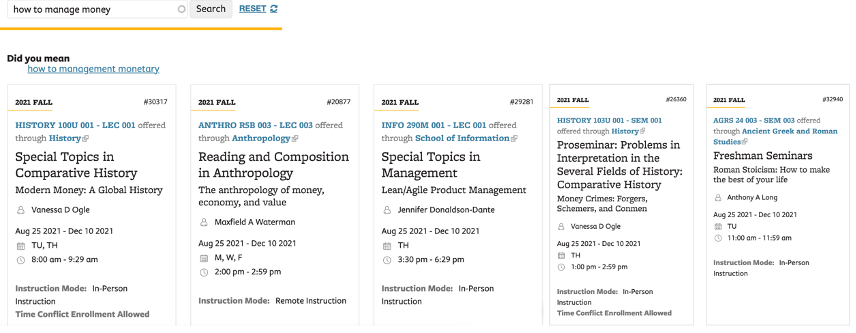 how to manage money
Search
RESET
Did you mean
how to management monetary
2021 FALL
#30317
HISTORY 100U 001 - LEC 001 offered
through History
Special Topics in
Comparative History
Modern Money: A Global History
Vanessa D Ogle
Aug 25 2021 - Dec 10 2021
TU, TH
8:00 am - 9:29 am
Instruction Mode: In-Person
Instruction
Time Conflict Enrollment Allowed
2021 FALL
#20877
ANTHRO R5B 003 - LEC 003 offered
through Anthropology
Reading and Composition
in Anthropology
The anthropology of money,
economy, and value
Maxfield A Waterman
Aug 25 2021 - Dec 10 2021
M, W, F
2:00 pm - 2:59 pm
Instruction Mode: Remote Instruction
2021 FALL
#29281
INFO 290M 001 - LEC 001 offered
through School of Information
Special Topics in
Management
Lean/Agile Product Management
Jennifer Donaldson-Dante
Aug 25 2021 - Dec 10 2021
TH
3:30 pm - 6:29 pm
Instruction Mode: In-Person
Instruction
2021 FALL
#26360
HISTORY 103U 001 - SEM 001
offered through History
Proseminar: Problems in
Interpretation in the
Several Fields of History:
Comparative History
Money Crimes: Forgers,
Schemers, and Conmen
Vanessa D Ogle
Aug 25 2021 - Dec 10 2021
TH
1:00 pm - 2:59 pm
Instruction Mode: In-Person
Instruction
Time Conflict Enrollment Allowed
2021 FALL
#32940
AGRS 24 003 - SEM 003 offered
through Ancient Greek and Roman
Studies
Freshman Seminars
Roman Stoicism: How to make
the best of your life
Anthony A Long
Aug 25 2021 - Dec 10 2021
TU
11:00 am - 11:59 am
Instruction Mode: In-Person
Instruction